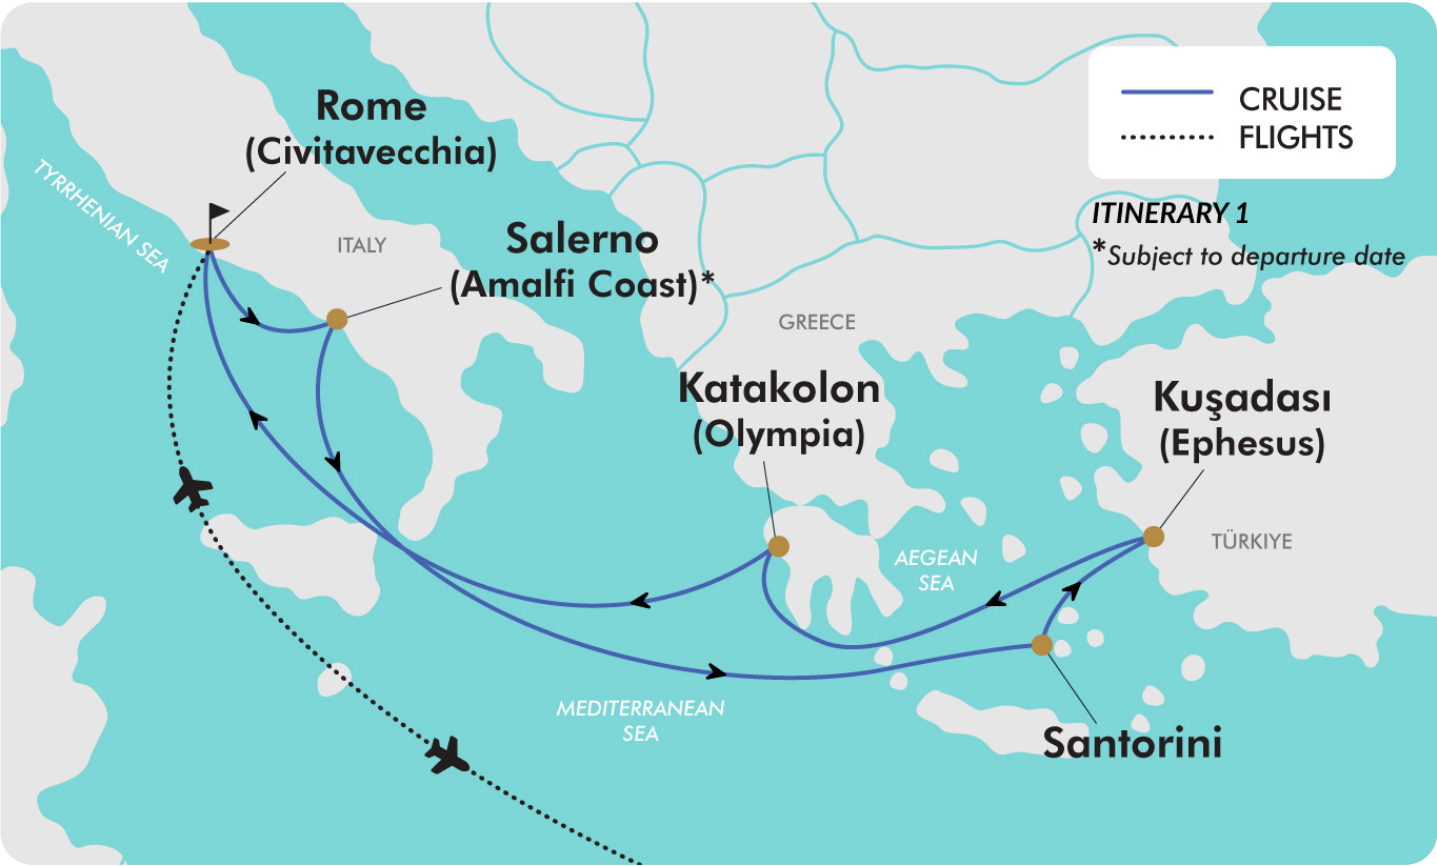 CRUISE
FLIGHTS
ITINERARY 1
*Subject to departure date
Rome
(Civitavecchia)
TYRRHENIAN SEA
ITALY
Salerno
(Amalfi Coast)*
GREECE
Katakolon
(Olympia)
Kuşadası
(Ephesus)
TÜRKIYE
AEGEAN
SEA
MEDITERRANEAN
SEA
Santorini